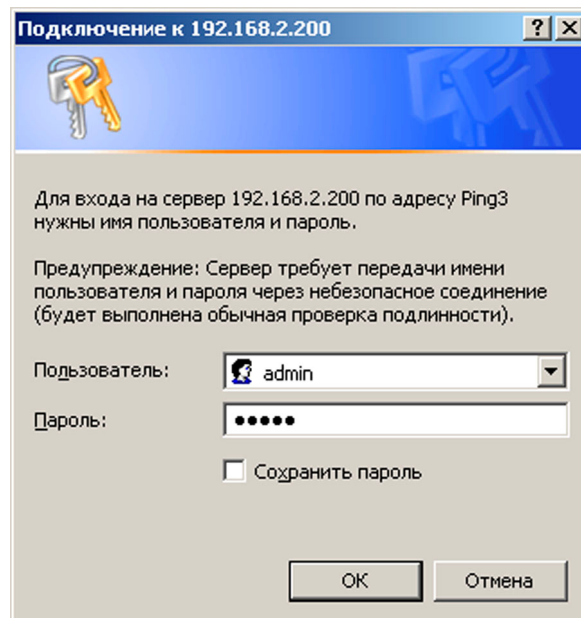 Подключение к 192.168.2.200
Для входа на сервер 192.168.2.200 по адресу Ping3
нужны имя пользователя и пароль.
Предупреждение: Сервер требует передачи имени
пользователя и пароля через небезопасное соединение
(будет выполнена обычная проверка подлинности).
Пользователь: admin
Пароль: •••••
Сохранить пароль
ОК Отмена